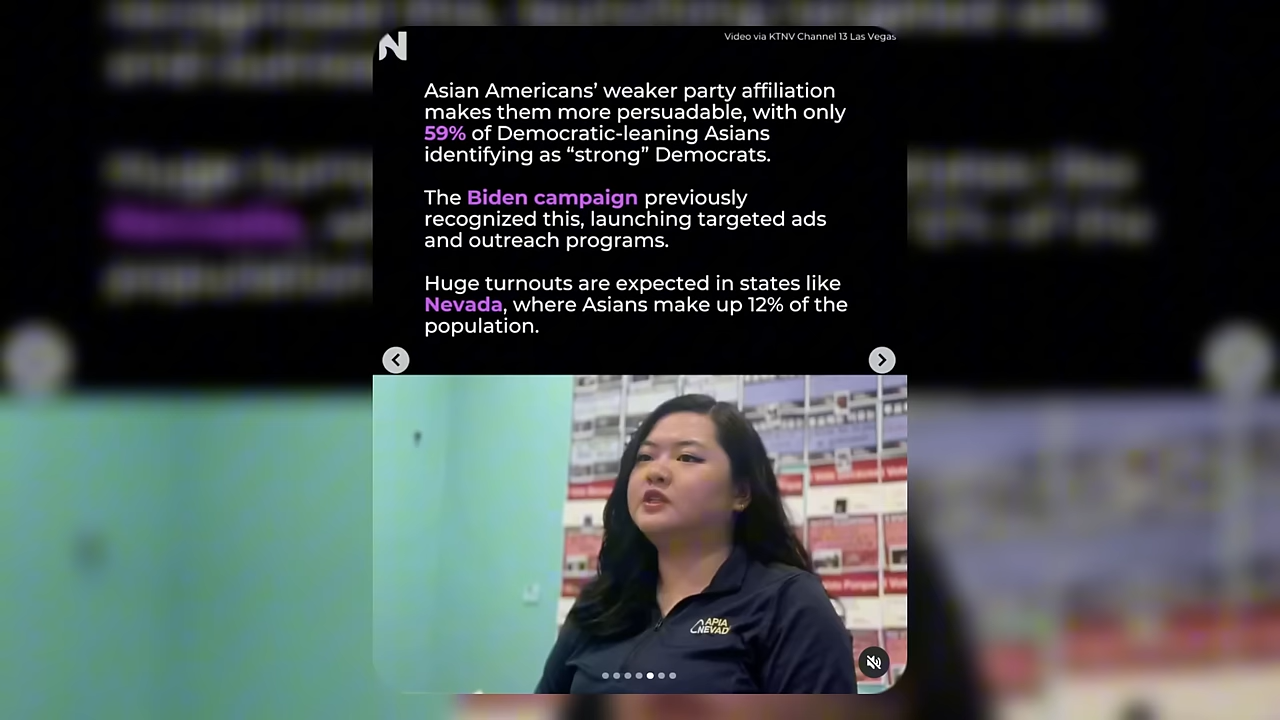 Video via KTNV Channel 13 Las Vegas
Asian Americans’ weaker party affiliation
makes them more persuadable, with only
59% of Democratic-leaning Asians
identifying as “strong” Democrats.
The Biden campaign previously
recognized this, launching targeted ads
and outreach programs.
Huge turnouts are expected in states like
Nevada, where Asians make up 12% of the
population.
APIA
NEVADA